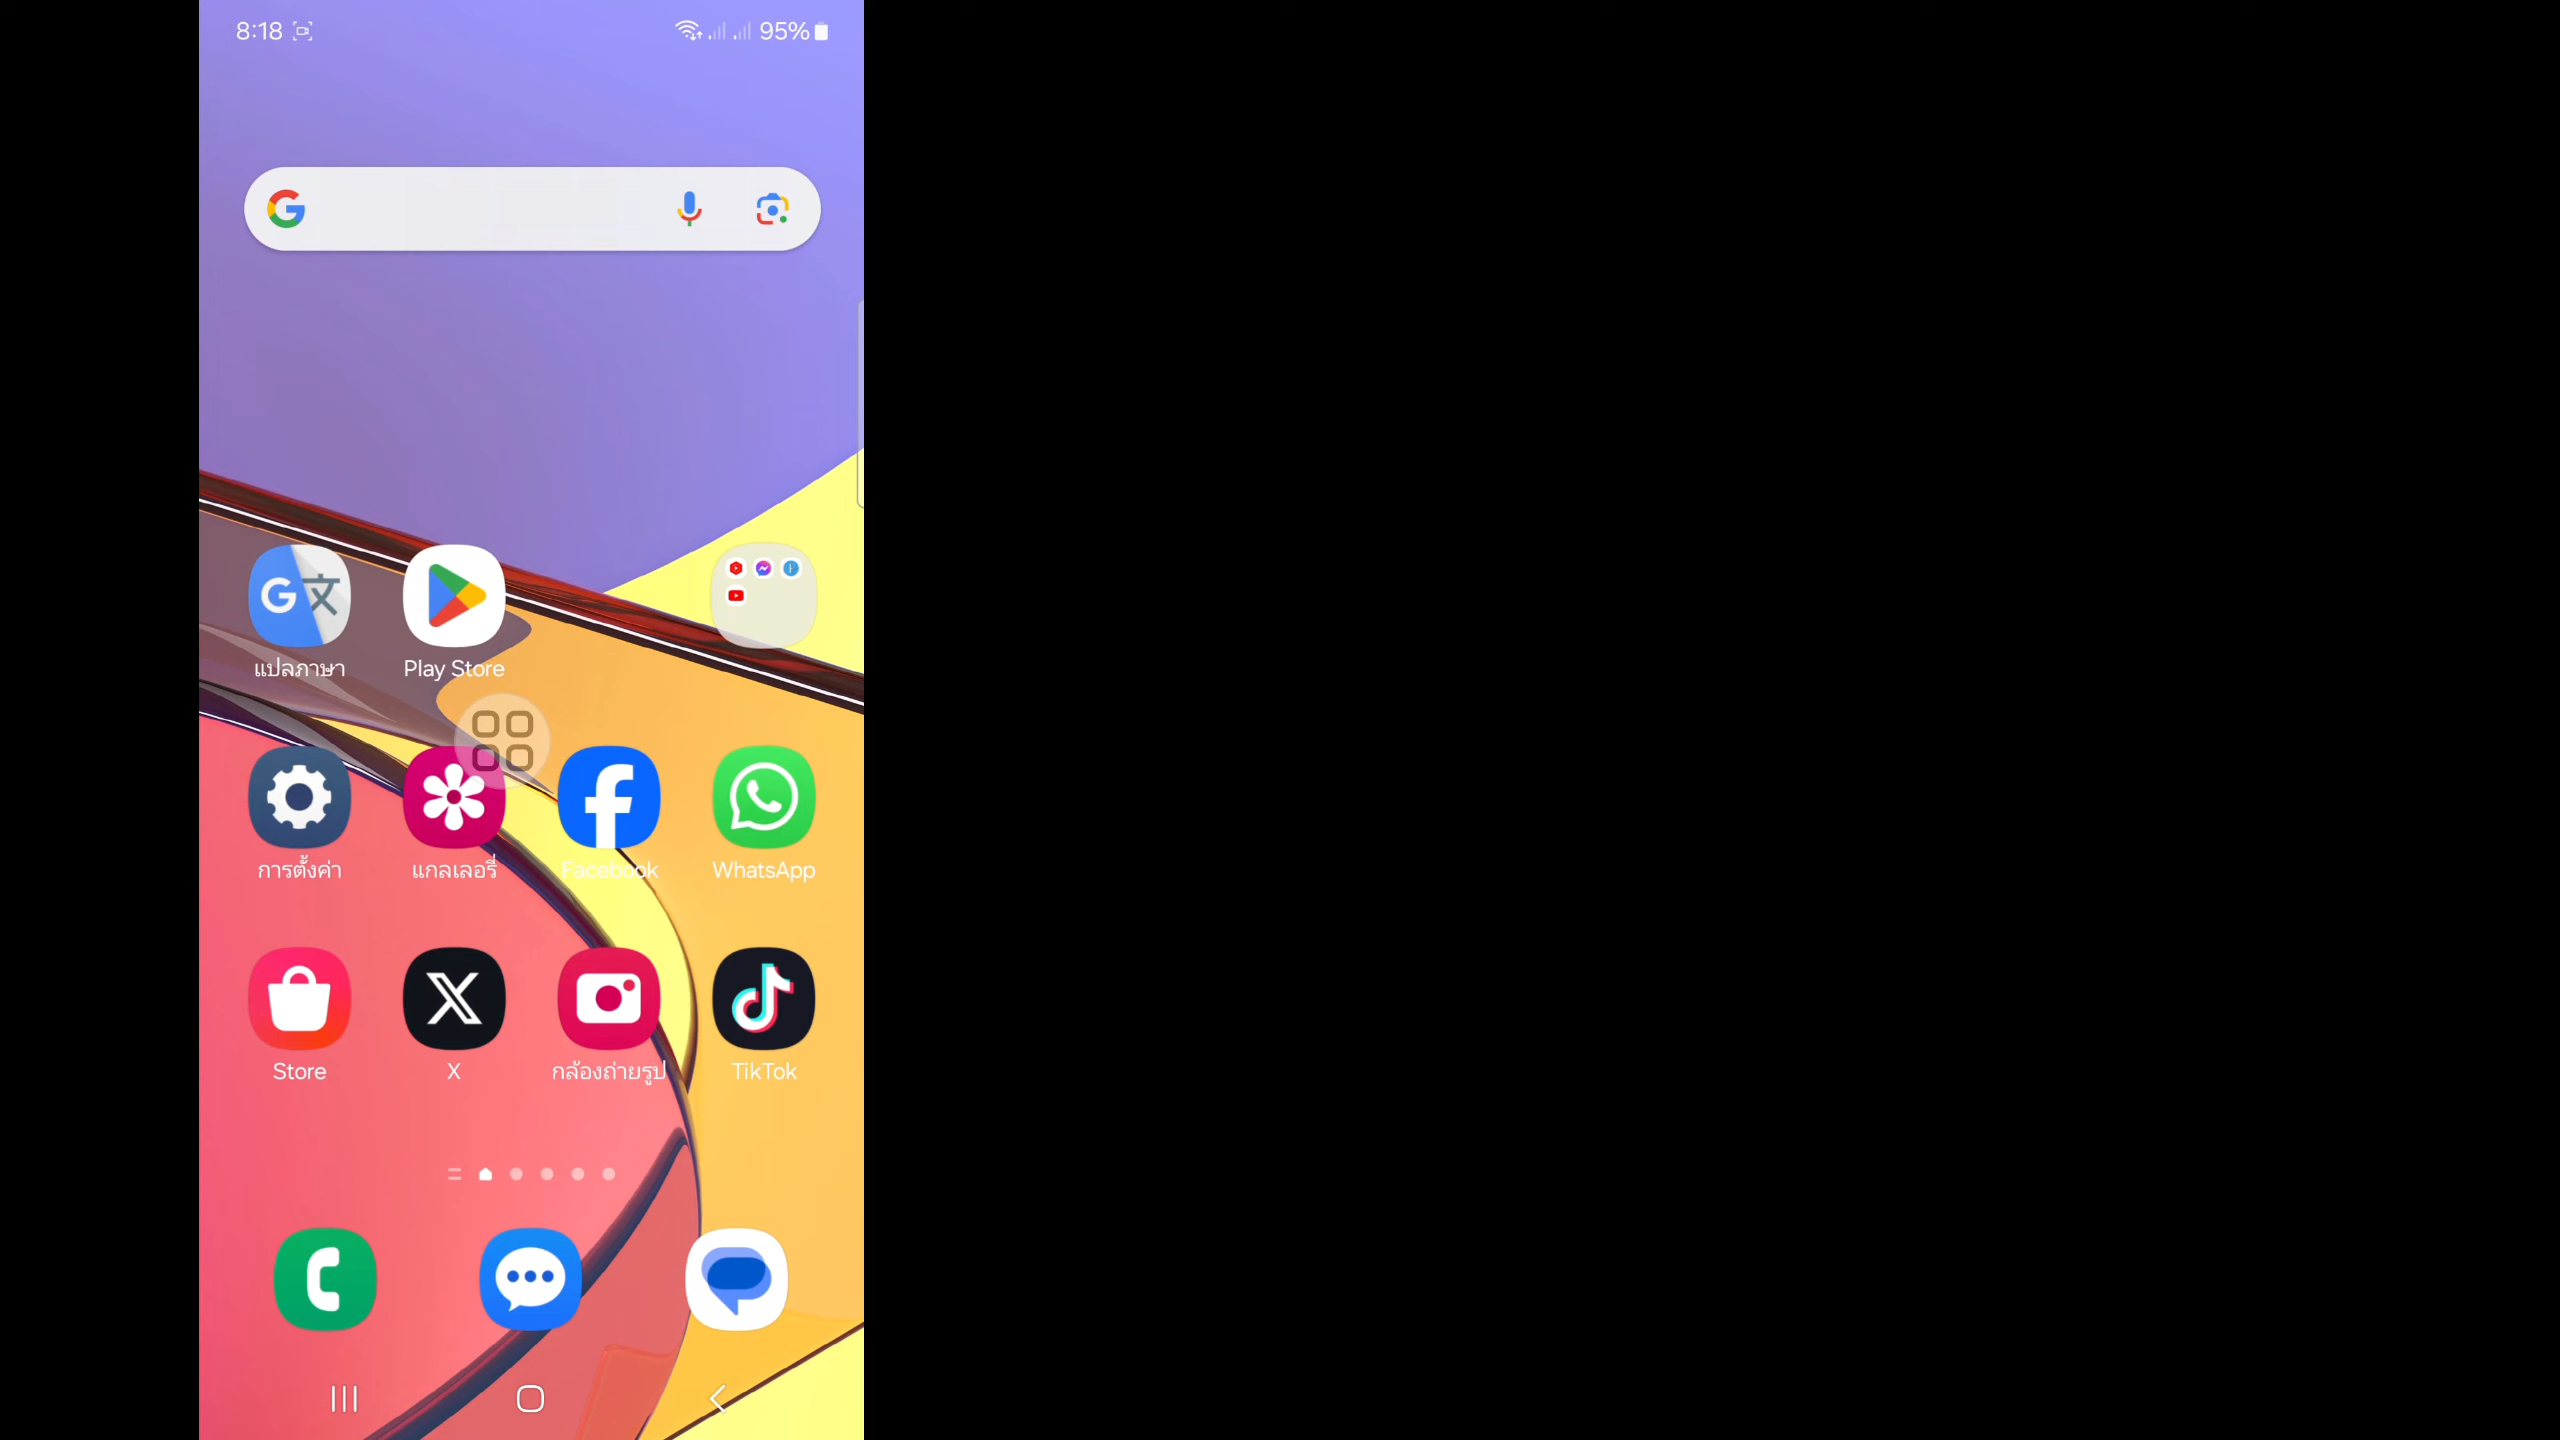 8:18
95%
แปลภาษา
Play Store
การตั้งค่า
แกลเลอรี่
Facebook
WhatsApp
Store
X
กล้องถ่ายรูป
TikTok